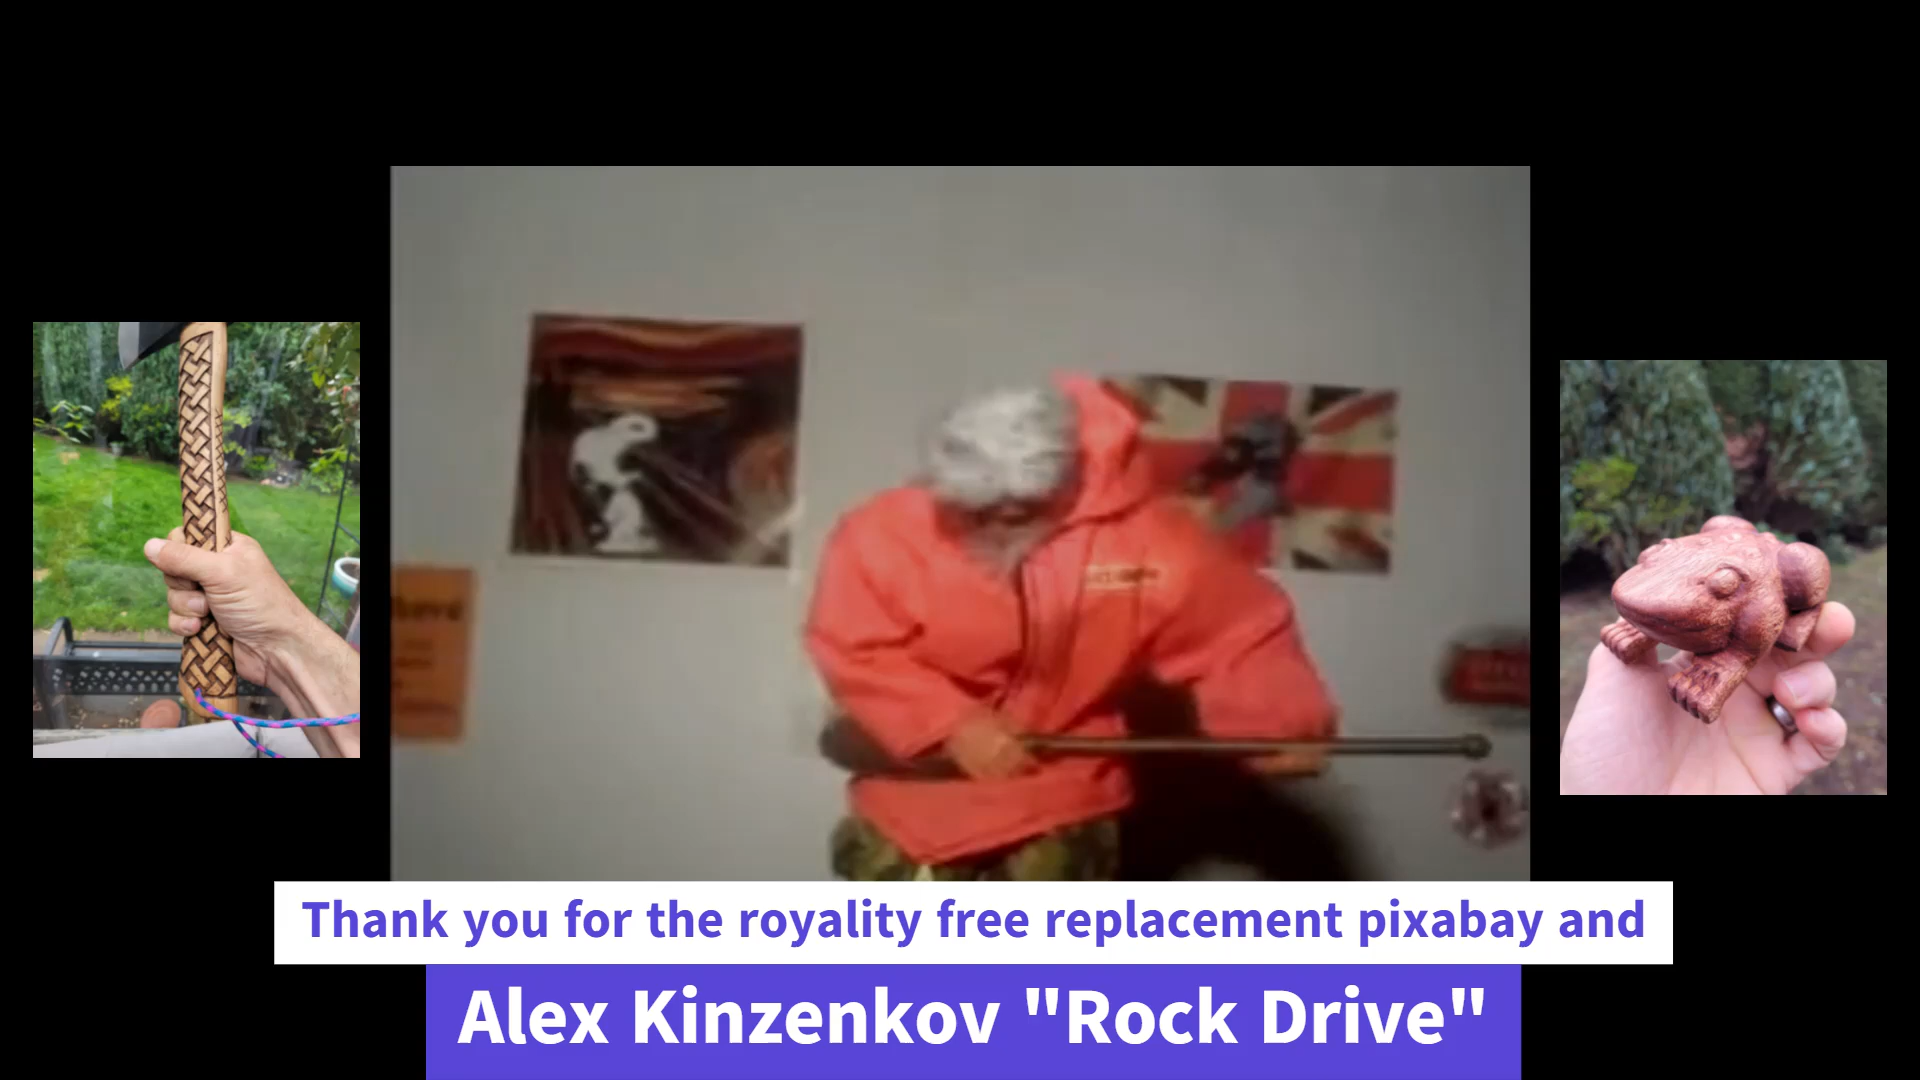 Thank you for the royality free replacement pixabay and
Alex Kinzenkov "Rock Drive"